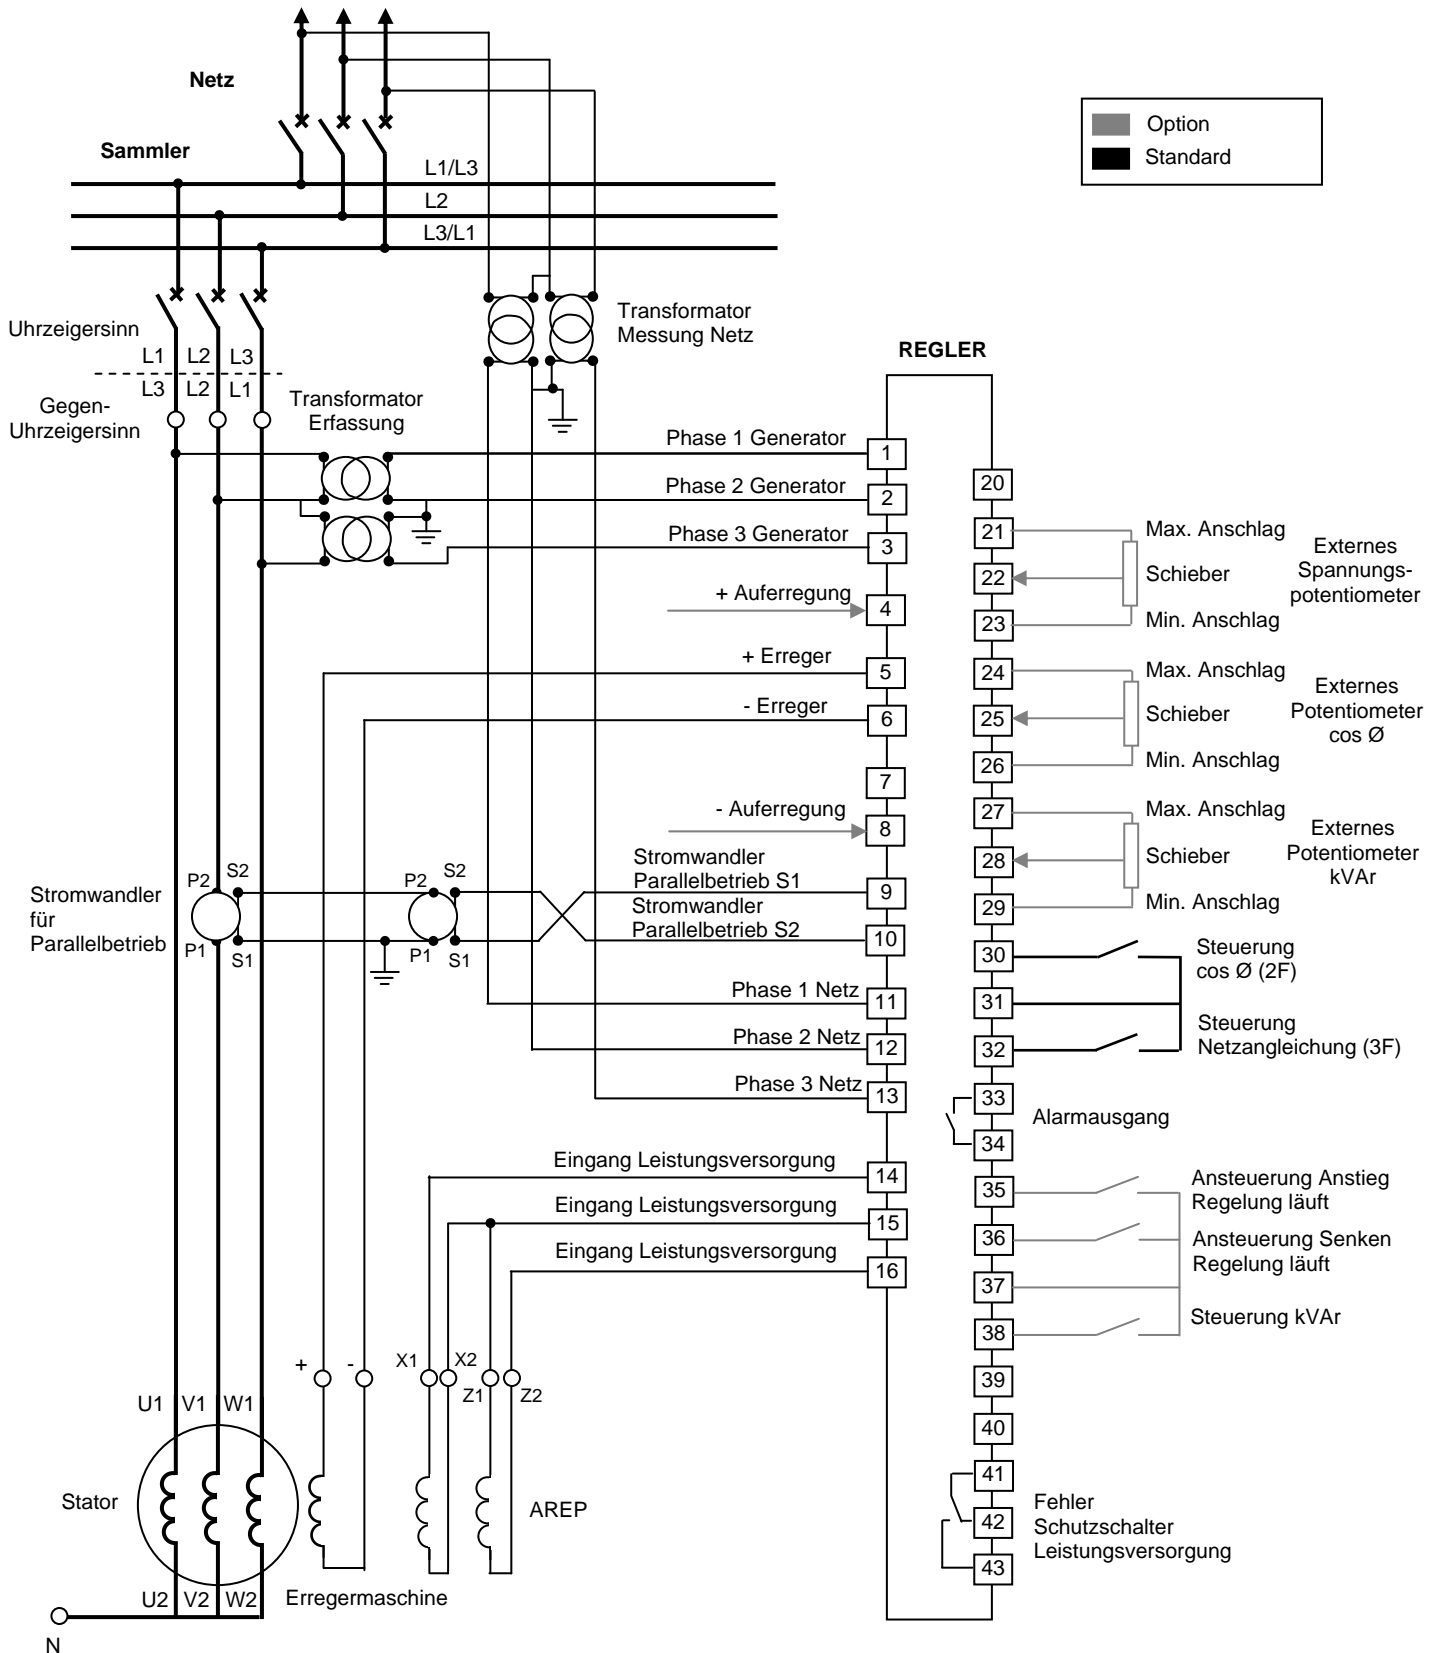 Netz
Option
Standard
Sammler
L1/L3
L2
L3/L1
Uhrzeigersinn
L1 L2 L3
L3 L2 L1
Gegen-
Uhrzeigersinn
Transformator
Erfassung
Transformator
Messung Netz
REGLER
Phase 1 Generator
1
Phase 2 Generator
2
Phase 3 Generator
3
+ Auferregung
4
+ Erreger
5
- Erreger
6
7
- Auferregung
8
Stromwandler
Parallelbetrieb S1
9
Stromwandler
Parallelbetrieb S2
10
Phase 1 Netz
11
Phase 2 Netz
12
Phase 3 Netz
13
Eingang Leistungsversorgung
14
Eingang Leistungsversorgung
15
Eingang Leistungsversorgung
16
20
21
Max. Anschlag
22
Schieber
23
Min. Anschlag
Externes
Spannungs-
potentiometer
24
Max. Anschlag
25
Schieber
26
Min. Anschlag
Externes
Potentiometer
cos Ø
27
Max. Anschlag
28
Schieber
29
Min. Anschlag
Externes
Potentiometer
kVAr
30
Steuerung
cos Ø (2F)
31
32
Steuerung
Netzangleichung (3F)
33
34
Alarmausgang
35
Ansteuerung Anstieg
Regelung läuft
36
Ansteuerung Senken
Regelung läuft
37
38
Steuerung kVAr
39
40
41
42
43
Fehler
Schutzschalter
Leistungsversorgung
Stromwandler
für
Parallelbetrieb
P2 S2
P1 S1
P2 S2
P1 S1
+ -
X1 X2
Z1 Z2
U1 V1 W1
Stator
AREP
U2 V2 W2
Erregermaschine
N